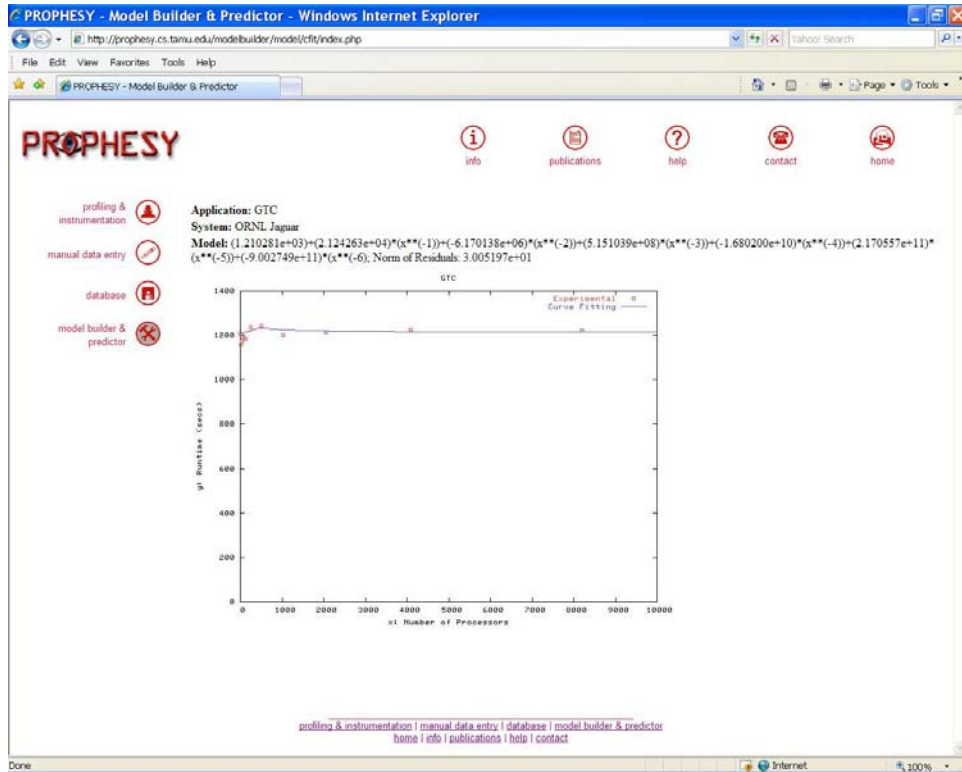 PROPHESY - Model Builder & Predictor - Windows Internet Explorer
http://prophesy.cs.tamu.edu/modelbuilder/model/cfit/index.php
Yahoo! Search
File Edit View Favorites Tools Help
PROPHESY - Model Builder & Predictor
Page Tools
PROPHESY
info publications help contact home
profiling &
instrumentation
manual data entry
database
model builder &
predictor
Application: GTC
System: ORNL Jaguar
Model: (1.210281e+03)+(2.124263e+04)*(x**(-1))+(-6.170138e+06)*(x**(-2))+(5.151039e+08)*(x**(-3))+(-1.680200e+10)*(x**(-4))+(2.170557e+11)*
(x**(-5))+(-9.002749e+11)*(x**(-6); Norm of Residuals: 3.005197e+01
GTC
Experimental
Curve Fitting
1400
1200
1000
800
600
400
200
0
y: Runtime (secs)
0 1000 2000 3000 4000 5000 6000 7000 8000 9000 10000
x: Number of Processors
profiling & instrumentation | manual data entry | database | model builder & predictor
home | info | publications | help | contact
Done
Internet
100%